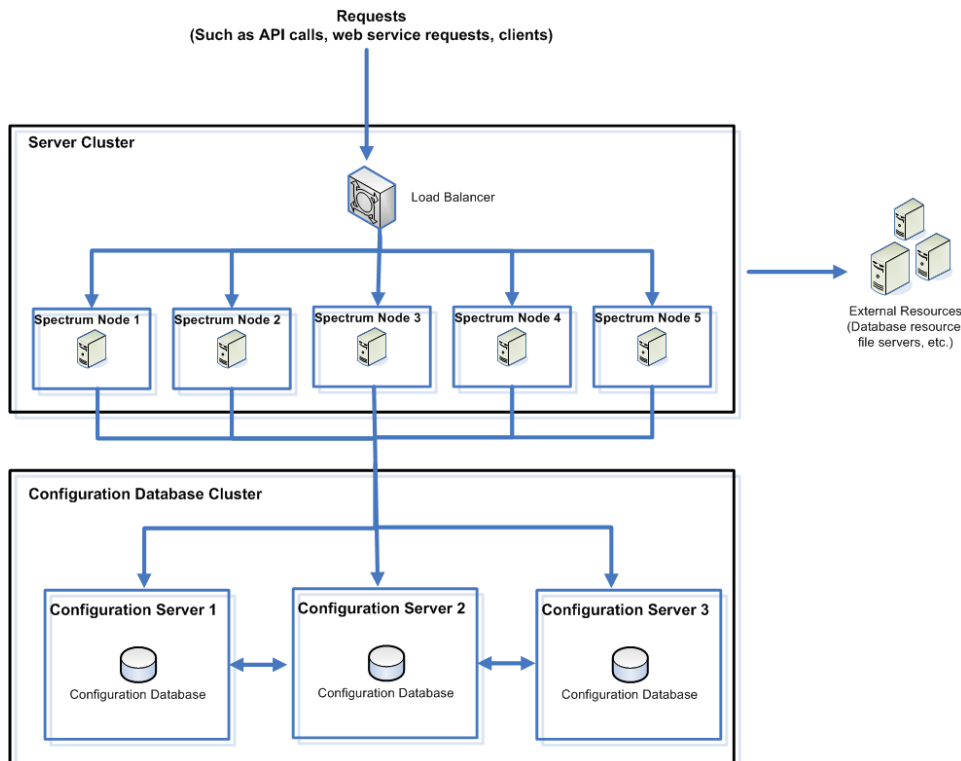 Requests
(Such as API calls, web service requests, clients)
Server Cluster
Load Balancer
Spectrum Node 1
Spectrum Node 2
Spectrum Node 3
Spectrum Node 4
Spectrum Node 5
External Resources
(Database resource
file servers, etc.)
Configuration Database Cluster
Configuration Server 1
Configuration Server 2
Configuration Server 3
Configuration Database
Configuration Database
Configuration Database